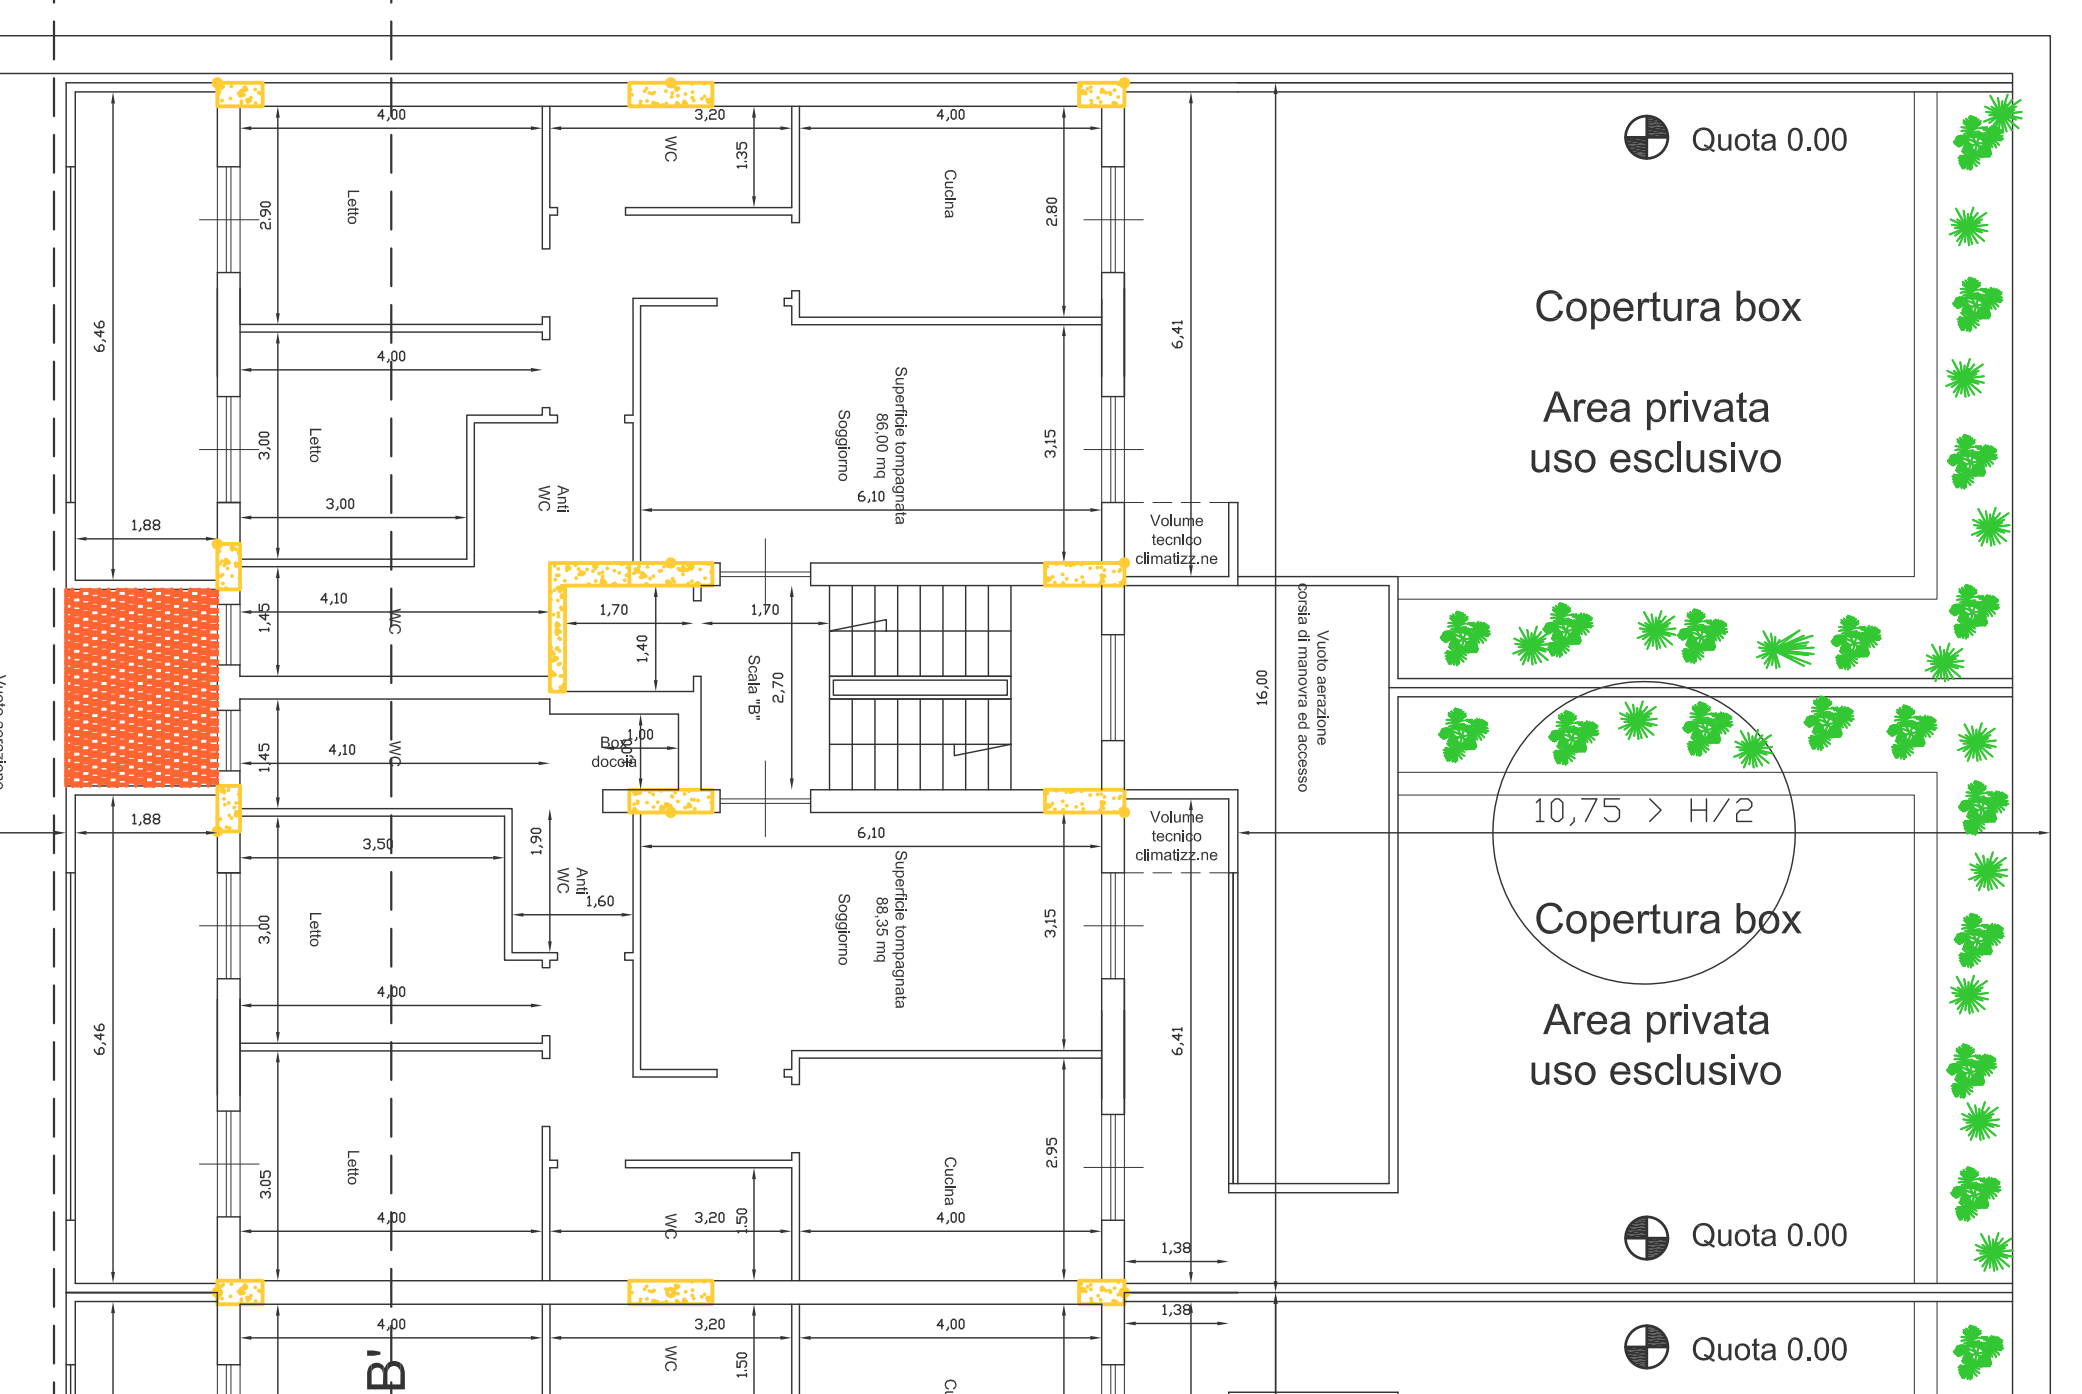 4,00
3,20
4,00
WC
1.35
Quota 0.00
2.90
Letto
Cucina
2.80
6,46
6,41
Copertura box
4,00
Area privata
uso esclusivo
3,00
Letto
Soggiorno
Superficie tompagnata
86,00 mq
3,15
3,00
Anti
WC
6,10
1,88
Volume
tecnico
climatizz.ne
4,10
1,45
WC
1,70
1,70
1,40
Scala "B"
2,70
16,00
Vuoto aerazione
corsia di manovra ed accesso
1,45
4,10
WC
Box
doccia
1,00
1,88
3,50
1,90
6,10
Volume
tecnico
climatizz.ne
10,75 > H/2
Anti
WC
1,60
3,00
Letto
Superficie tompagnata
88,35 mq
Soggiorno
3,15
Copertura box
4,00
6,46
6,41
Area privata
uso esclusivo
3.05
Letto
Cucina
2.95
4,00
WC
3,20
1.50
4,00
1,38
Quota 0.00
4,00
3,20
4,00
1,38
WC
1.50
B'
Quota 0.00